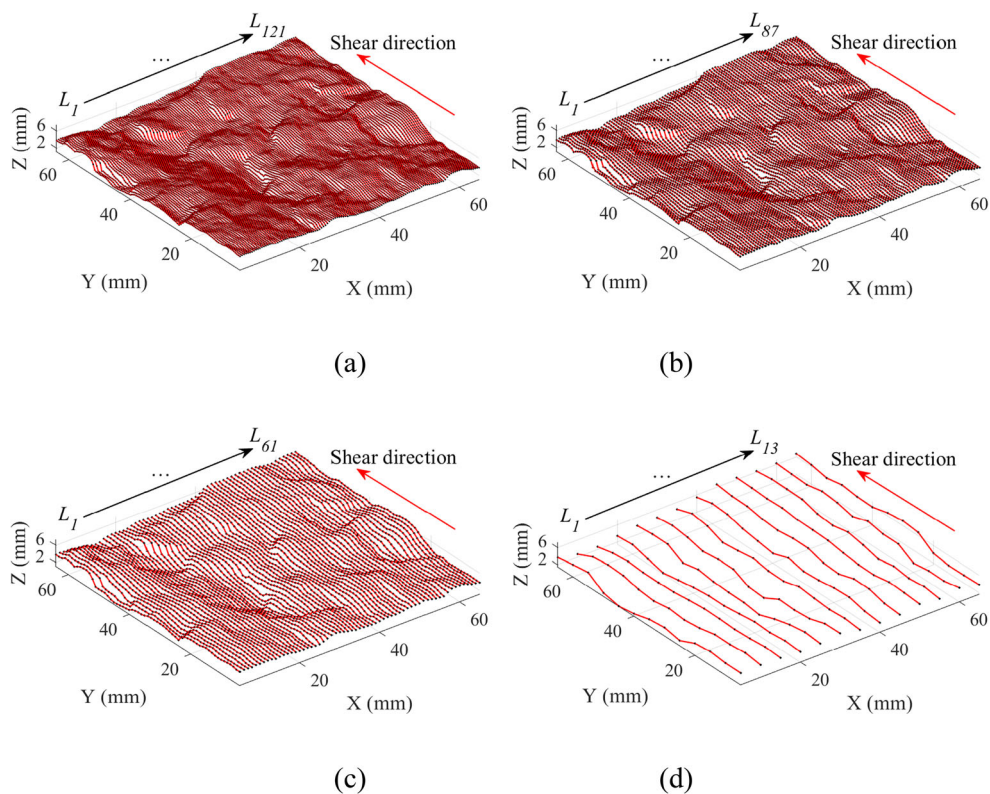 L121
...
Shear direction
L1
Z (mm)
6
2
60
40
20
Y (mm)
20
40
60
X (mm)
(a)
L87
...
Shear direction
L1
Z (mm)
6
2
60
40
20
Y (mm)
20
40
60
X (mm)
(b)
L61
...
Shear direction
L1
Z (mm)
6
2
60
40
20
Y (mm)
20
40
60
X (mm)
(c)
L13
...
Shear direction
L1
Z (mm)
6
2
60
40
20
Y (mm)
20
40
60
X (mm)
(d)